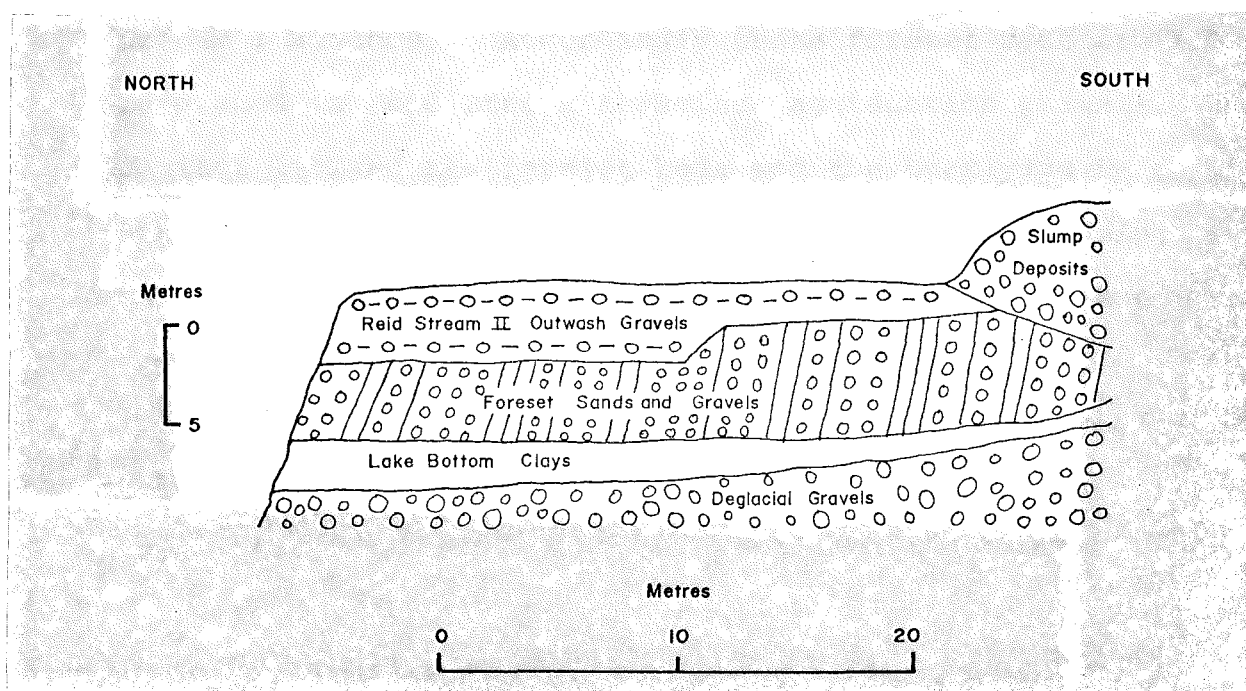 NORTH
SOUTH
Slump
Deposits
Metres
0
5
Reid Stream II Outwash Gravels
Foreset Sands and Gravels
Lake Bottom Clays
Deglacial Gravels
Metres
0 10 20